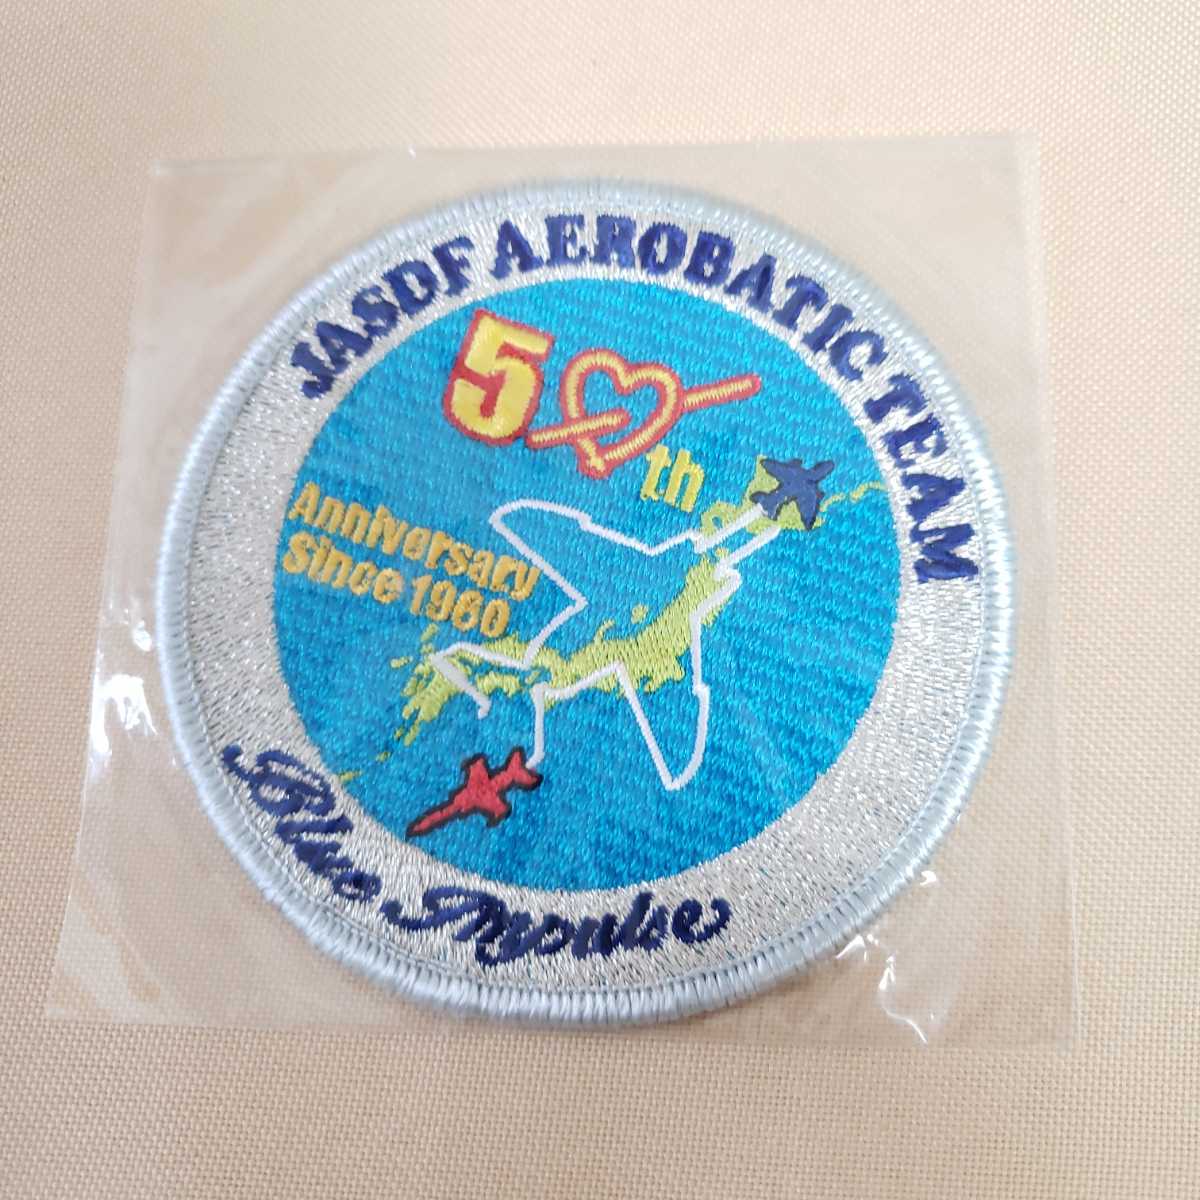 JASDF AEROBATIC TEAM
50th
Anniversary
Since 1960
Blue Impulse